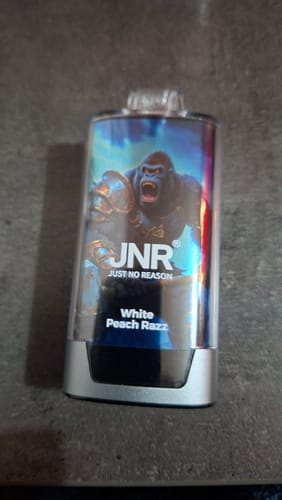 JNR®
JUST NO REASON
White
Peach Razz